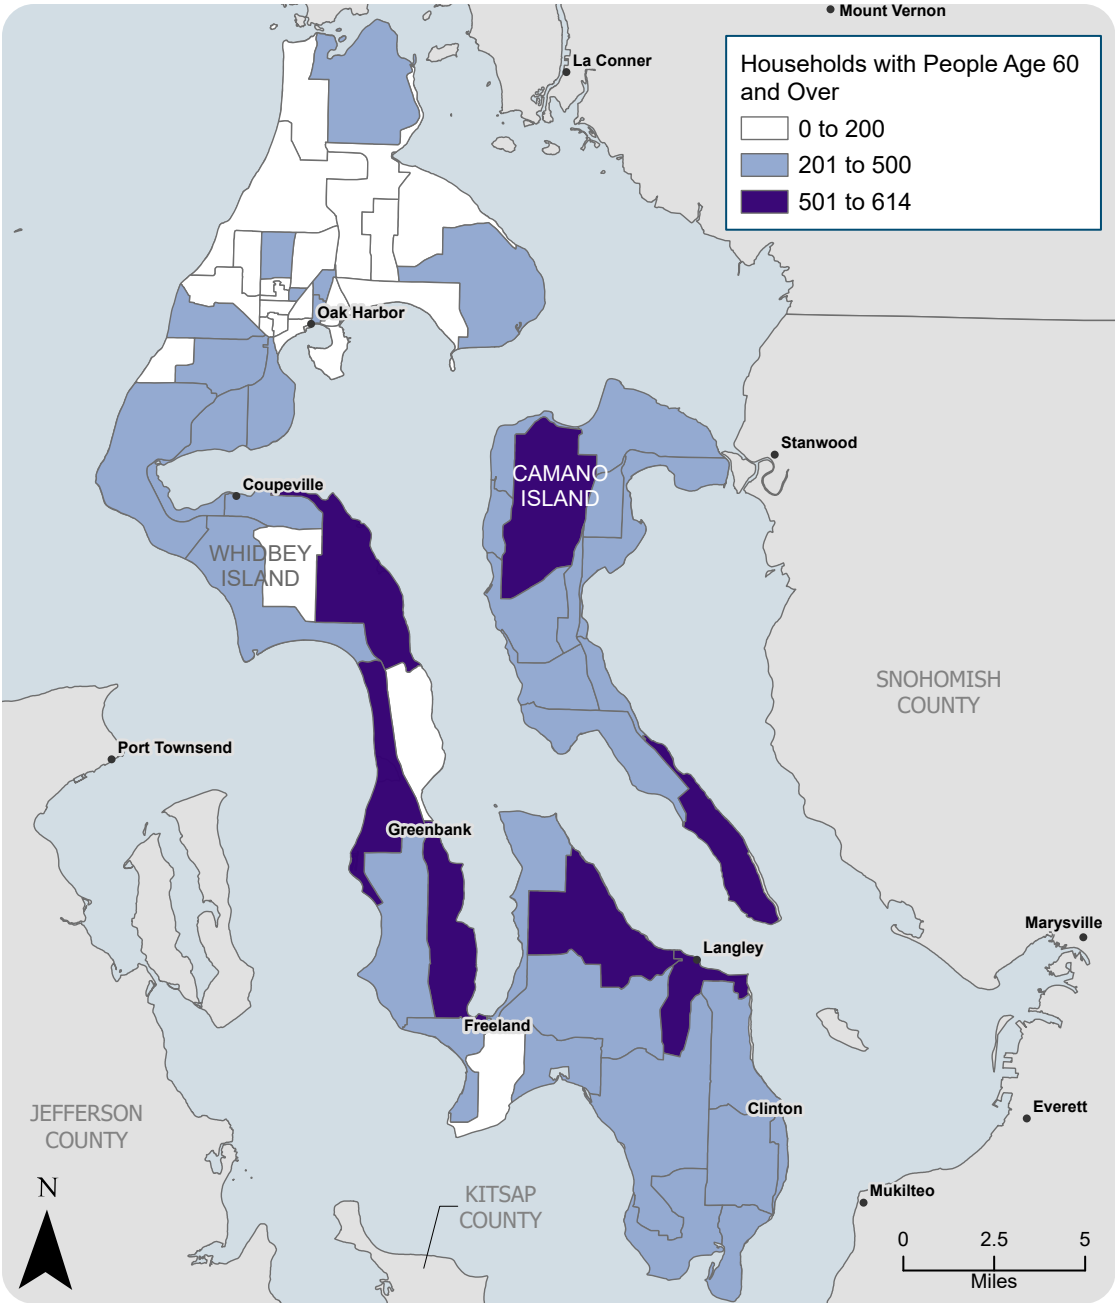 Mount Vernon
La Conner
Households with People Age 60
and Over
0 to 200
201 to 500
501 to 614
Oak Harbor
Stanwood
CAMANO
ISLAND
Coupeville
WHIDBEY
ISLAND
SNOHOMISH
COUNTY
Port Townsend
Greenbank
Marysville
Langley
Freeland
JEFFERSON
COUNTY
Clinton
Everett
N
KITSAP
COUNTY
Mukilteo
0 2.5 5
Miles